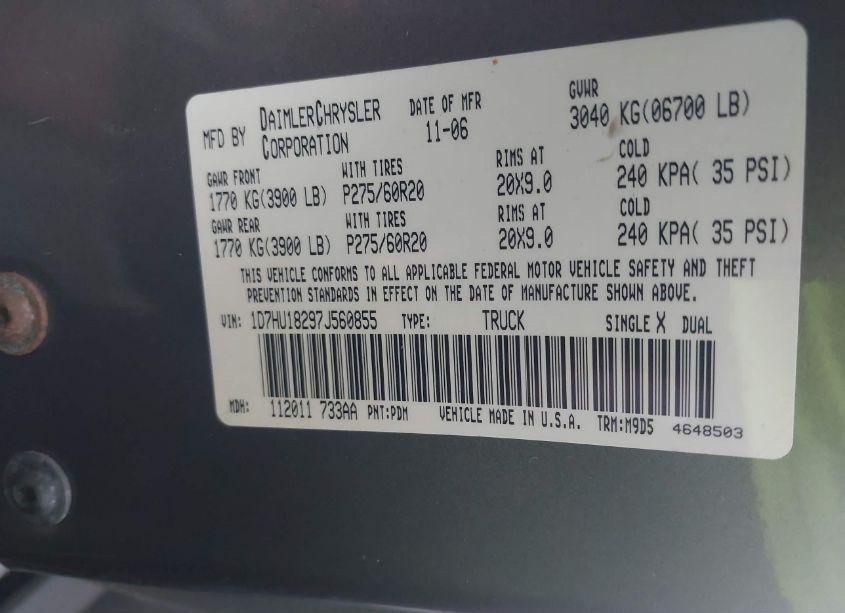 MFD BY DAIMLERCHRYSLER CORPORATION DATE OF MFR 11-06 GVWR 3040 KG(06700 LB)
GAWR FRONT WITH TIRES RIMS AT COLD
1770 KG(3900 LB) P275/60R20 20X9.0 240 KPA( 35 PSI)
GAWR REAR WITH TIRES RIMS AT COLD
1770 KG(3900 LB) P275/60R20 20X9.0 240 KPA( 35 PSI)
THIS VEHICLE CONFORMS TO ALL APPLICABLE FEDERAL MOTOR VEHICLE SAFETY AND THEFT
PREVENTION STANDARDS IN EFFECT ON THE DATE OF MANUFACTURE SHOWN ABOVE.
VIN: 1D7HU18297J560855 TYPE: TRUCK SINGLE X DUAL
MDH: 112011 733AA PNT:PDM VEHICLE MADE IN U.S.A. TRM:M9D5 4648503